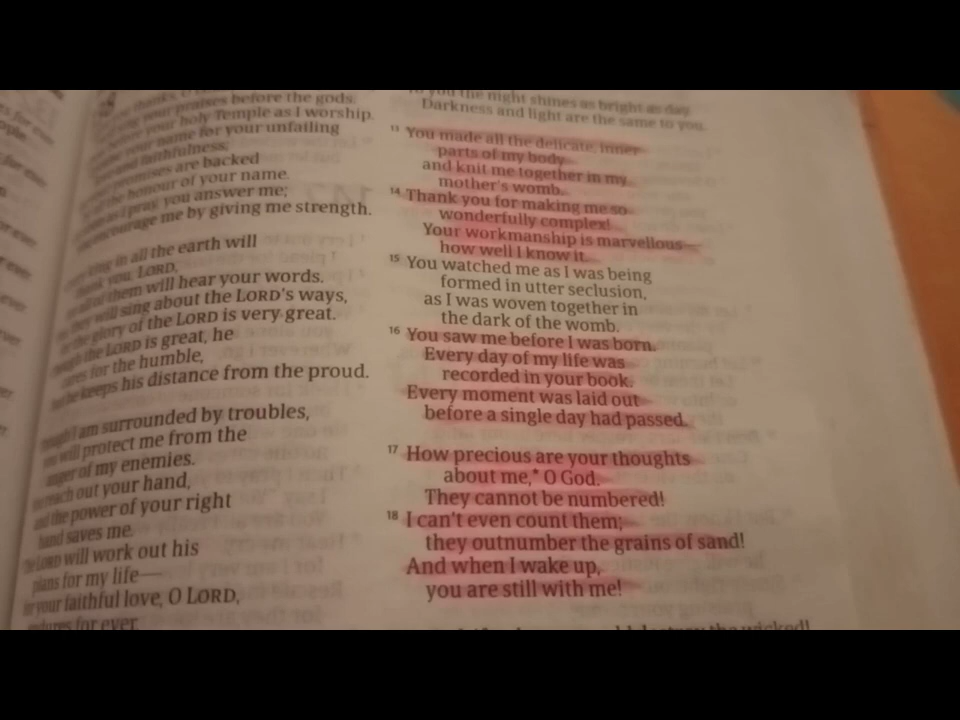 thanks, O
your praises before the gods.
your holy Temple as I worship.
your name for your unfailing
and faithfulness;
promises are backed
the honour of your name.
as I pray, you answer me;
encourage me by giving me strength.
king in all the earth will
thank you, LORD,
all of them will hear your words.
they will sing about the LORD'S ways,
the glory of the LORD is very great.
the LORD is great, he
cares for the humble,
he keeps his distance from the proud.
I am surrounded by troubles,
you will protect me from the
anger of my enemies.
reach out your hand,
and the power of your right
hand saves me.
LORD will work out his
plans for my life—
for your faithful love, O LORD,
endures for ever.
To you the night shines as bright as day.
Darkness and light are the same to you.
You made all the delicate, inner
parts of my body
and knit me together in my
mother's womb.
14 Thank you for making me so
wonderfully complex!
Your workmanship is marvellous—
how well I know it.
15 You watched me as I was being
formed in utter seclusion,
as I was woven together in
the dark of the womb.
16 You saw me before I was born.
Every day of my life was
recorded in your book.
Every moment was laid out
before a single day had passed.
17 How precious are your thoughts
about me,* O God.
They cannot be numbered!
18 I can't even count them;
they outnumber the grains of sand!
And when I wake up,
you are still with me!
destroy the wicked!